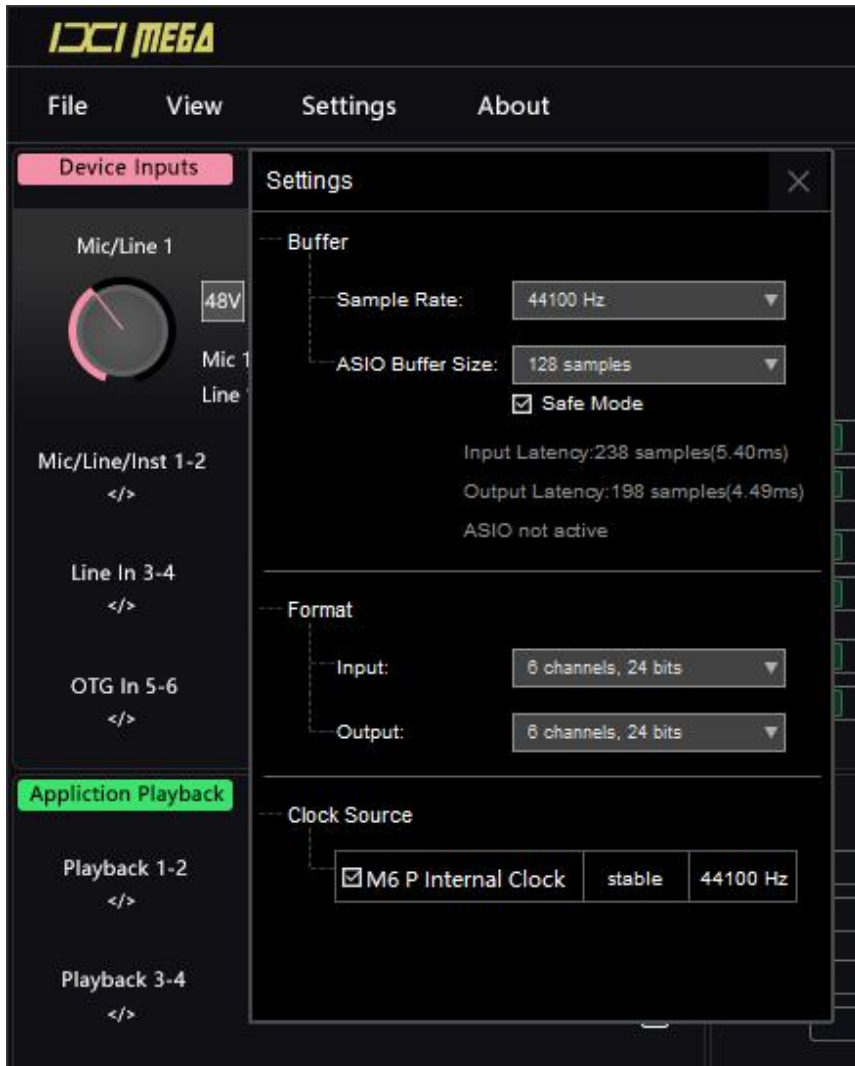 IXI MEGA
File View Settings About
Device Inputs
Mic/Line 1
48V
Mic 1
Line
Mic/Line/Inst 1-2
</>
Line In 3-4
</>
OTG In 5-6
</>
Appliction Playback
Playback 1-2
</>
Playback 3-4
</>
Settings
Buffer
Sample Rate: 44100 Hz
ASIO Buffer Size: 128 samples
Safe Mode
Input Latency:238 samples(5.40ms)
Output Latency:198 samples(4.49ms)
ASIO not active
Format
Input: 6 channels, 24 bits
Output: 6 channels, 24 bits
Clock Source
M6 P Internal Clock stable 44100 Hz